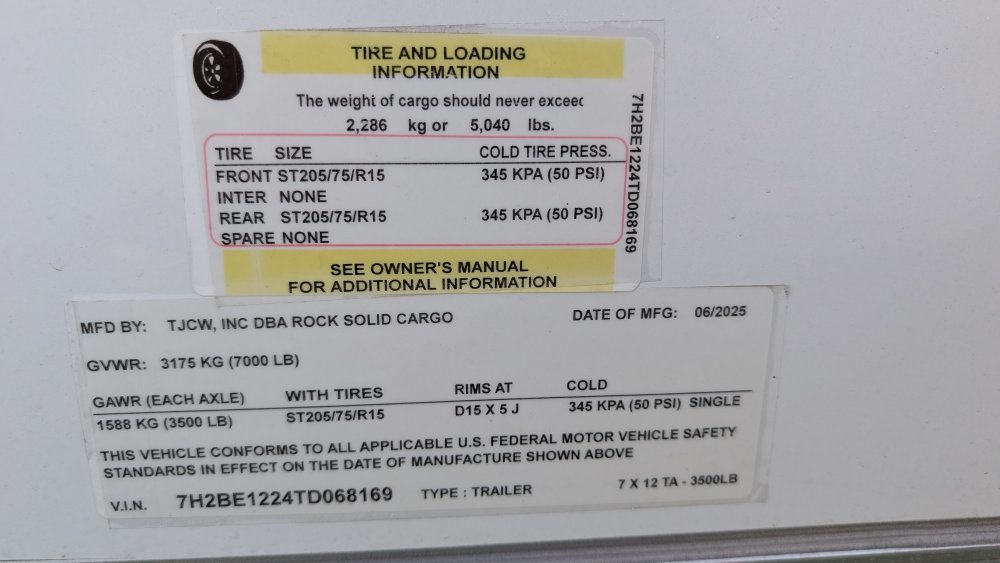 TIRE AND LOADING
INFORMATION
The weight of cargo should never exceed
2,286 kg or 5,040 lbs.
TIRE SIZE COLD TIRE PRESS.
FRONT ST205/75/R15 345 KPA (50 PSI)
INTER NONE
REAR ST205/75/R15 345 KPA (50 PSI)
SPARE NONE
SEE OWNER'S MANUAL
FOR ADDITIONAL INFORMATION
7H2BE1224TD068169
MFD BY: TJCW, INC DBA ROCK SOLID CARGO DATE OF MFG: 06/2025
GVWR: 3175 KG (7000 LB)
GAWR (EACH AXLE) WITH TIRES RIMS AT COLD
1588 KG (3500 LB) ST205/75/R15 D15 X 5 J 345 KPA (50 PSI) SINGLE
THIS VEHICLE CONFORMS TO ALL APPLICABLE U.S. FEDERAL MOTOR VEHICLE SAFETY
STANDARDS IN EFFECT ON THE DATE OF MANUFACTURE SHOWN ABOVE
V.I.N. 7H2BE1224TD068169 TYPE : TRAILER 7 X 12 TA - 3500LB